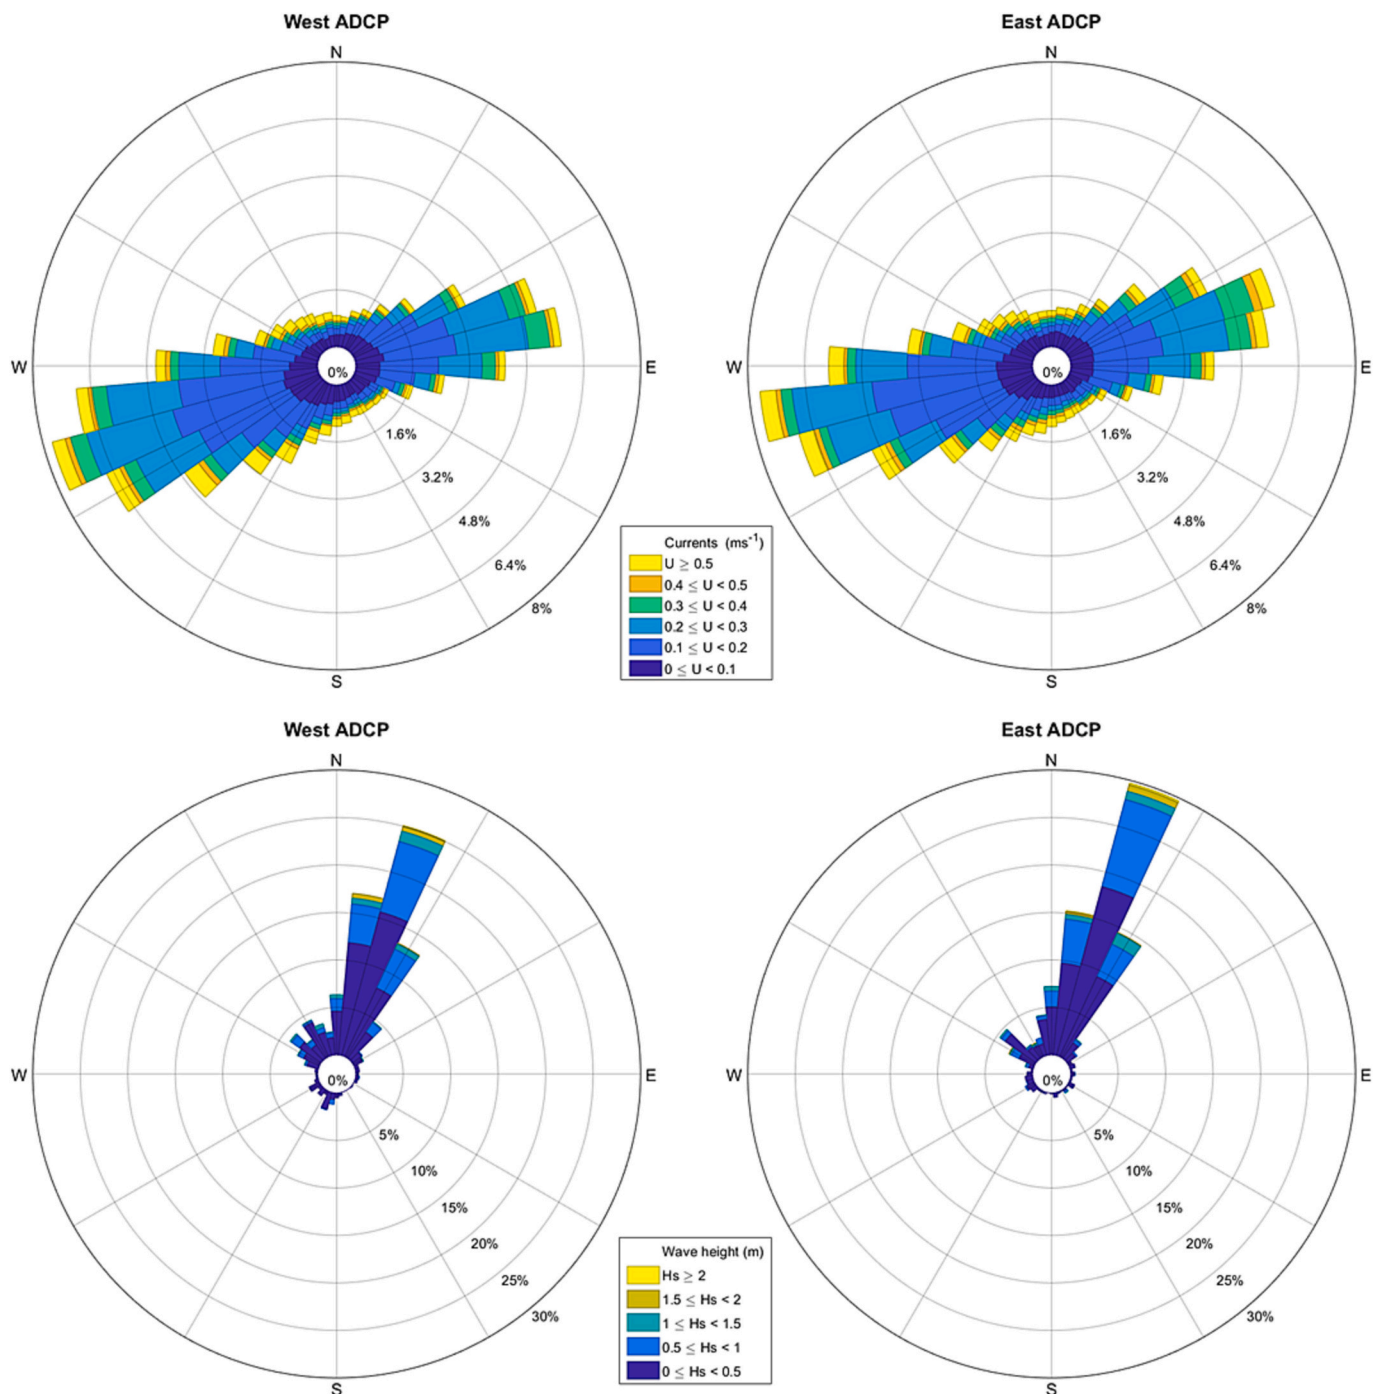 West ADCP
East ADCP
N
N
W
E
W
E
0%
0%
1.6%
1.6%
3.2%
3.2%
4.8%
4.8%
6.4%
6.4%
8%
8%
S
S
Currents (ms⁻¹)
U ≥ 0.5
0.4 ≤ U < 0.5
0.3 ≤ U < 0.4
0.2 ≤ U < 0.3
0.1 ≤ U < 0.2
0 ≤ U < 0.1
West ADCP
East ADCP
N
N
W
E
W
E
0%
0%
5%
5%
10%
10%
15%
15%
20%
20%
25%
25%
30%
30%
S
S
Wave height (m)
Hs ≥ 2
1.5 ≤ Hs < 2
1 ≤ Hs < 1.5
0.5 ≤ Hs < 1
0 ≤ Hs < 0.5